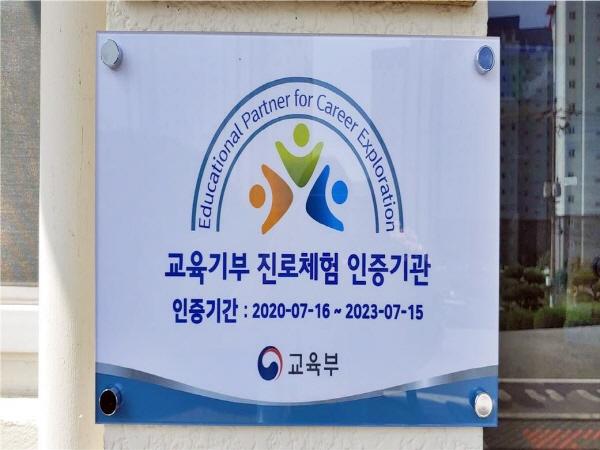 Educational Partner for Career Exploration
교육기부 진로체험 인증기관
인증기간 : 2020-07-16 ~ 2023-07-15
교육부